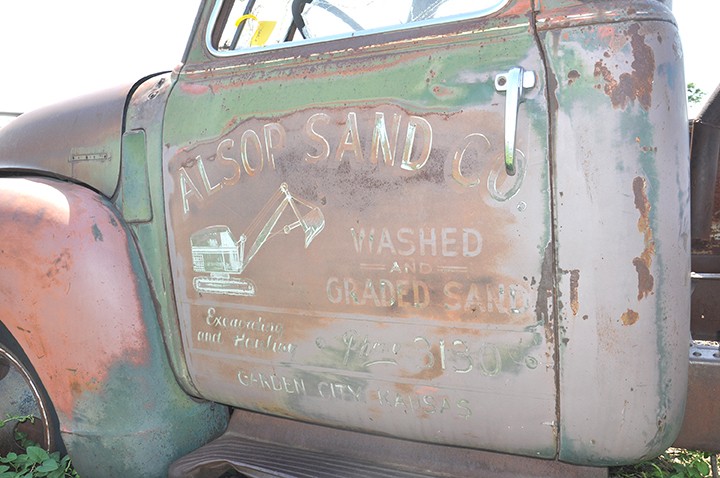 ALSOP SAND CO.
WASHED
AND
GRADED SAND
Excavating
and Hauling
Phone 3130
GARDEN CITY, KANSAS